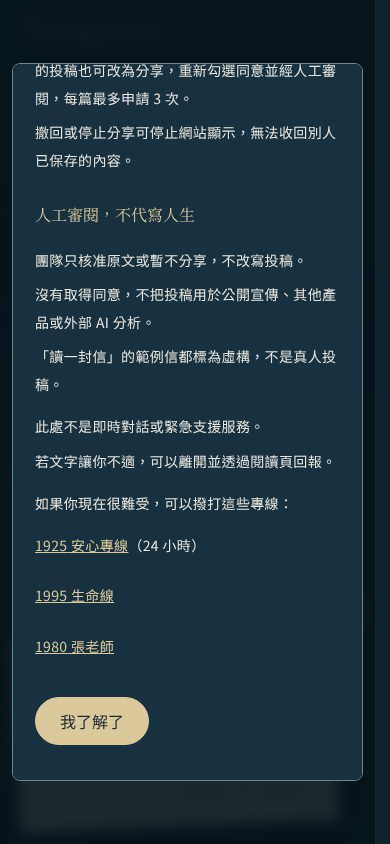 的投稿也可改為分享，重新勾選同意並經人工審
閱，每篇最多申請 3 次。
撤回或停止分享可停止網站顯示，無法收回別人
已保存的內容。
人工審閱，不代寫人生
團隊只核准原文或暫不分享，不改寫投稿。
沒有取得同意，不把投稿用於公開宣傳、其他產
品或外部 AI 分析。
「讀一封信」的範例信都標為虛構，不是真人投
稿。
此處不是即時對話或緊急支援服務。
若文字讓你不適，可以離開並透過閱讀頁回報。
如果你現在很難受，可以撥打這些專線：
1925 安心專線（24 小時）
1995 生命線
1980 張老師
我了解了